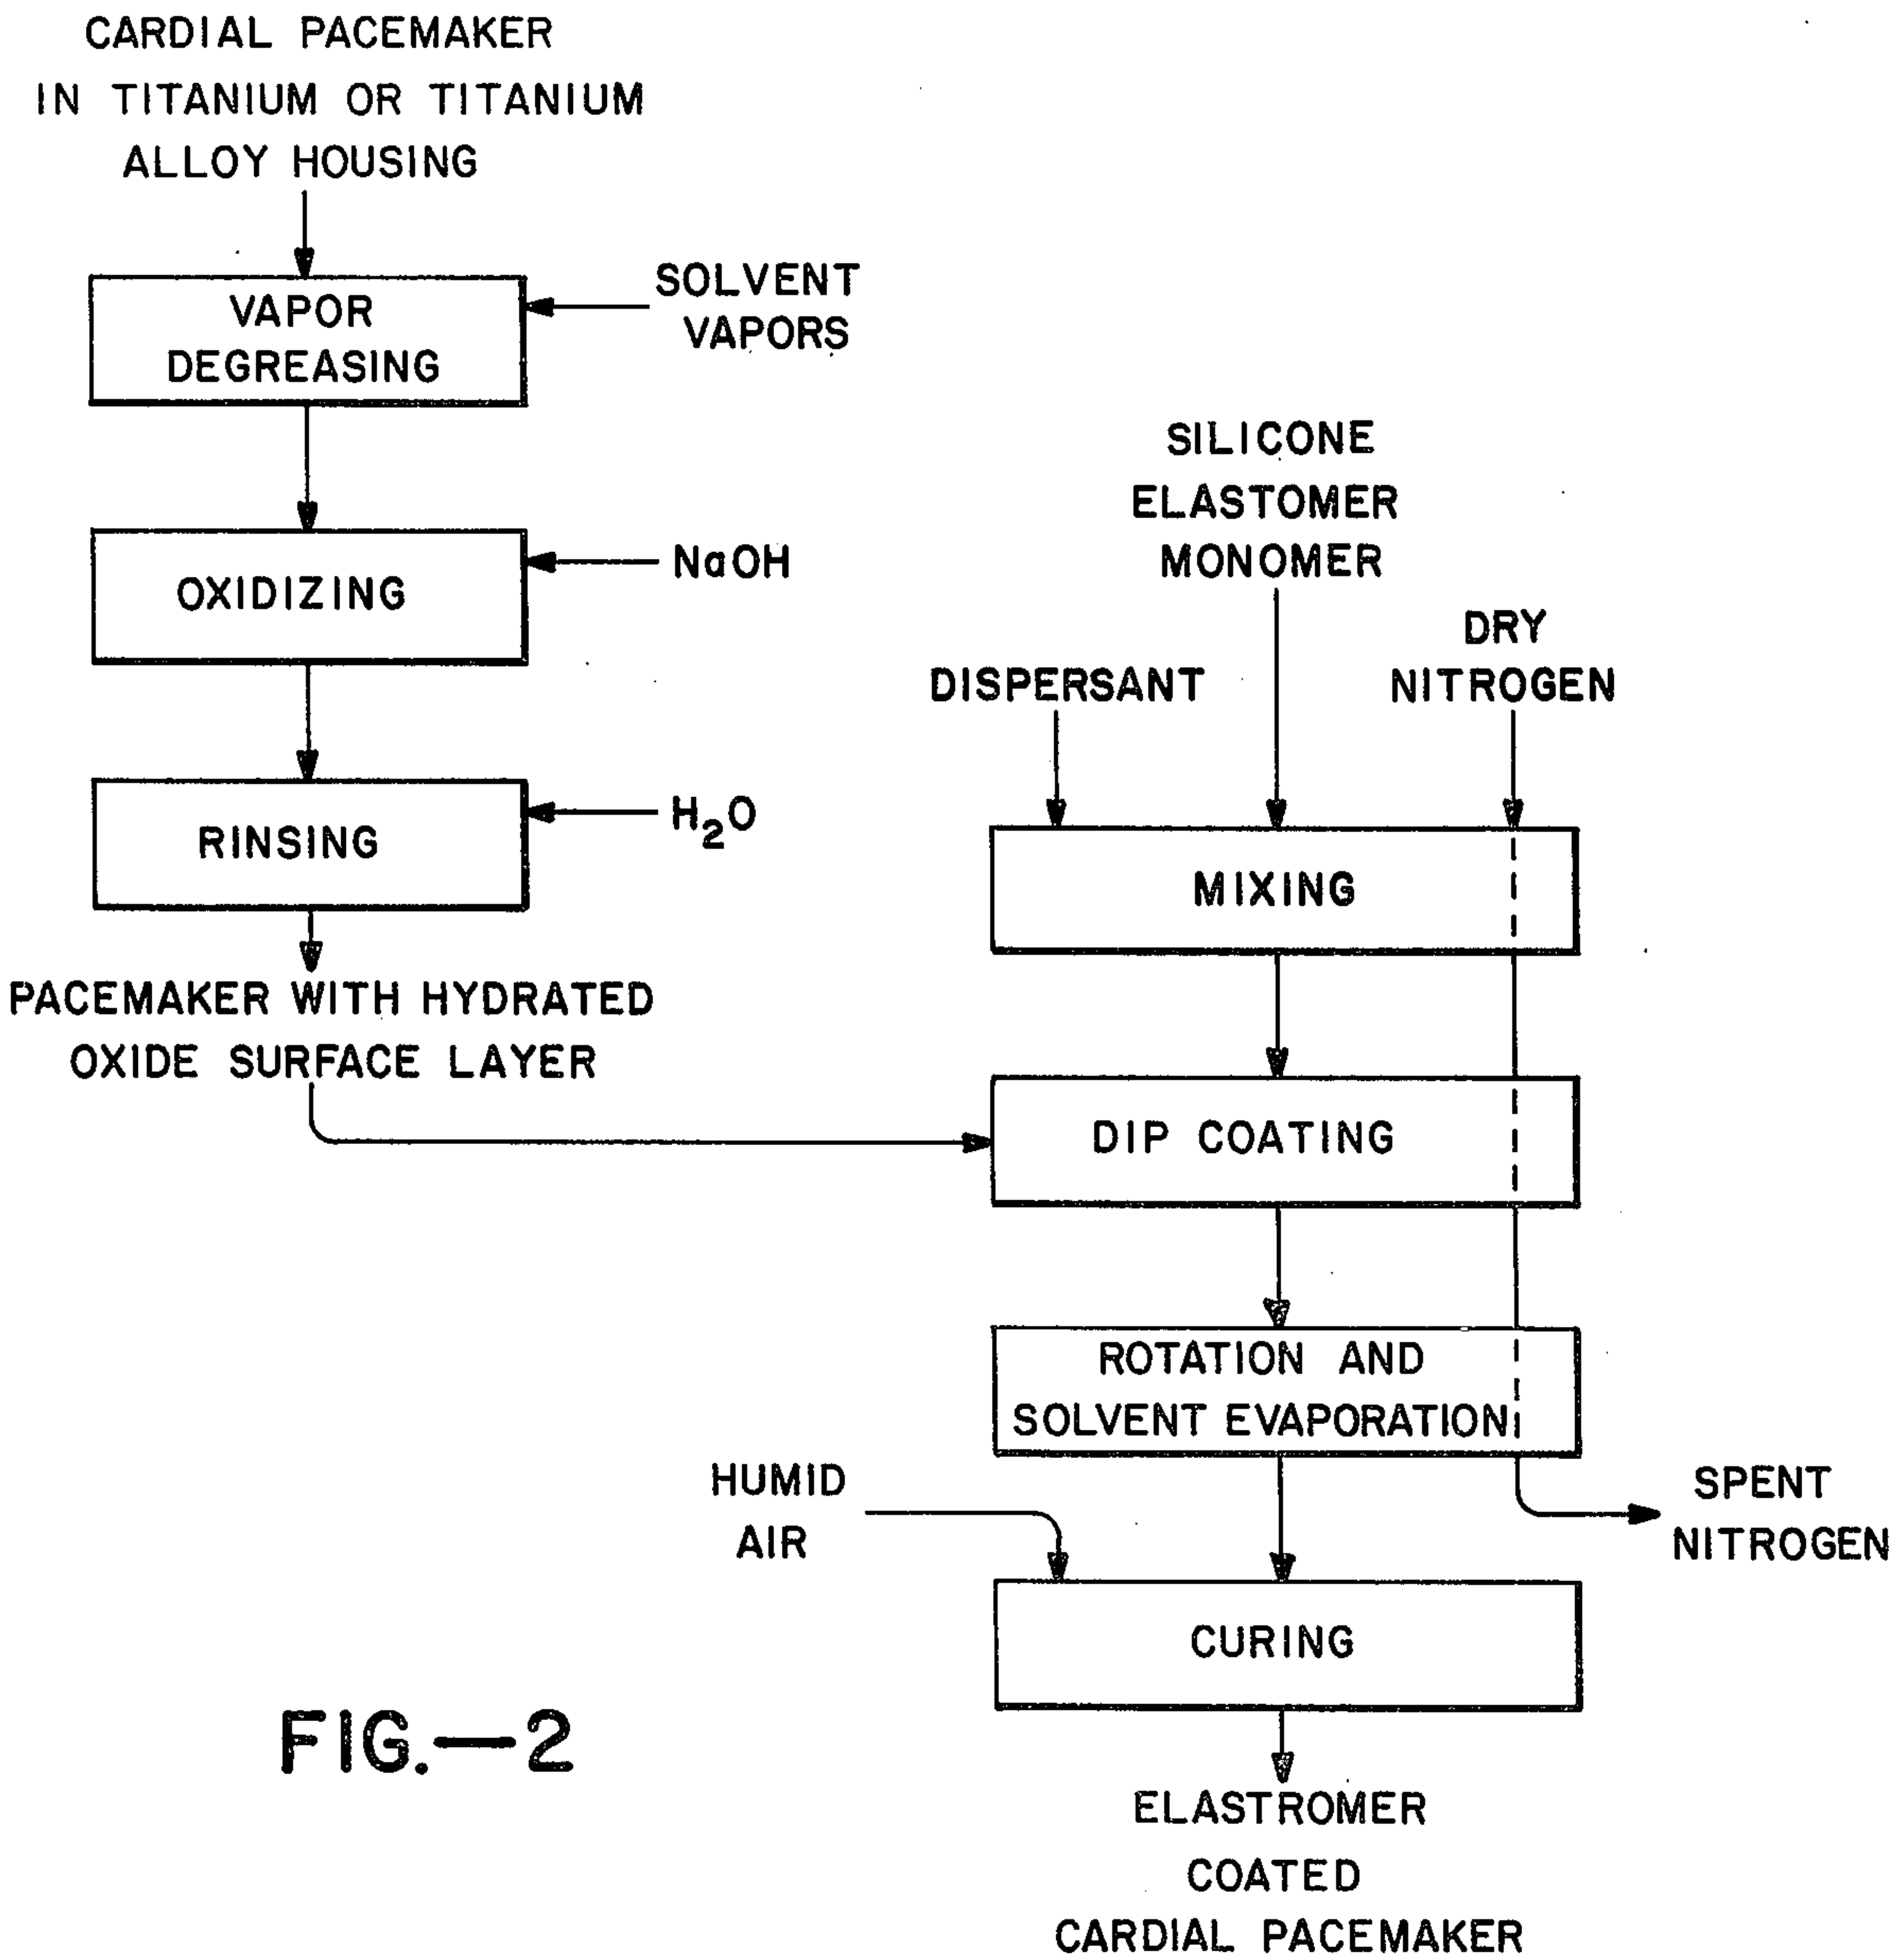 CARDIAL PACEMAKER
IN TITANIUM OR TITANIUM
ALLOY HOUSING
VAPOR
DEGREASING
SOLVENT
VAPORS
OXIDIZING
NaOH
RINSING
H2O
PACEMAKER WITH HYDRATED
OXIDE SURFACE LAYER
SILICONE
ELASTOMER
MONOMER
DISPERSANT
DRY
NITROGEN
MIXING
DIP COATING
ROTATION AND
SOLVENT EVAPORATION
HUMID
AIR
SPENT
NITROGEN
CURING
ELASTROMER
COATED
CARDIAL PACEMAKER
FIG.—2